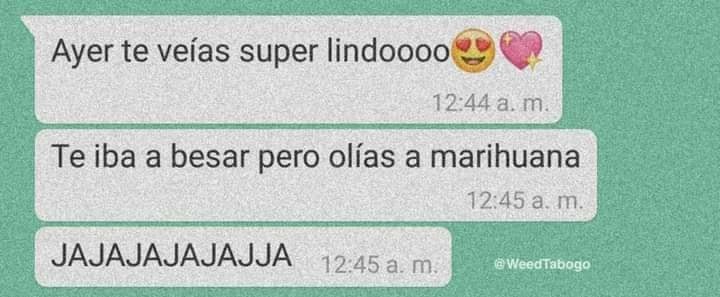 Ayer te veías super lindoooo😍💖
12:44 a. m.
Te iba a besar pero olías a marihuana
12:45 a. m.
JAJAJAJAJAJJA 12:45 a. m.
@WeedTabogo